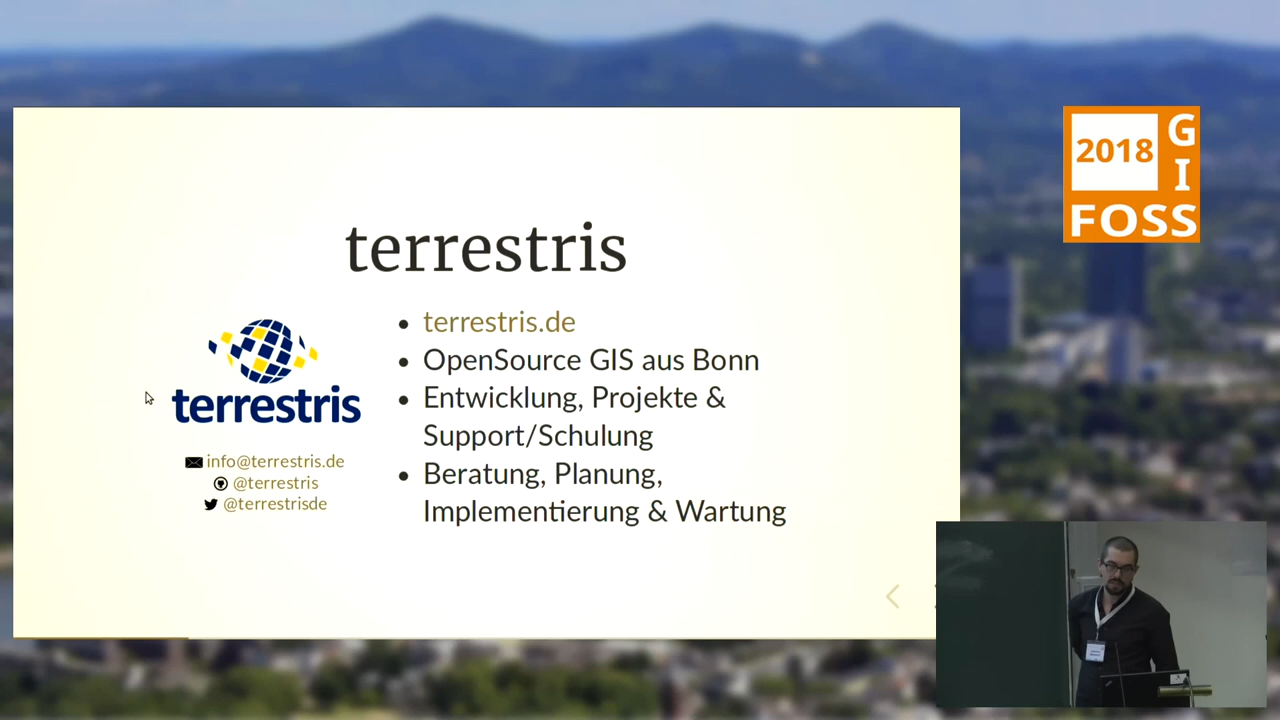 terrestris
terrestris
info@terrestris.de
@terrestris
@terrestrisde
terrestris.de
OpenSource GIS aus Bonn
Entwicklung, Projekte &
Support/Schulung
Beratung, Planung,
Implementierung & Wartung
2018
GI
FOSS